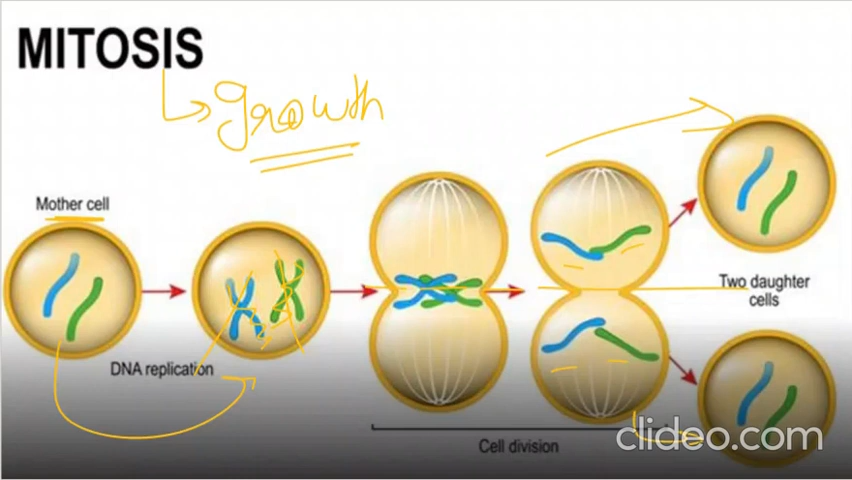 MITOSIS
growth
Mother cell
DNA replication
Two daughter
cells
Cell division
clideo.com